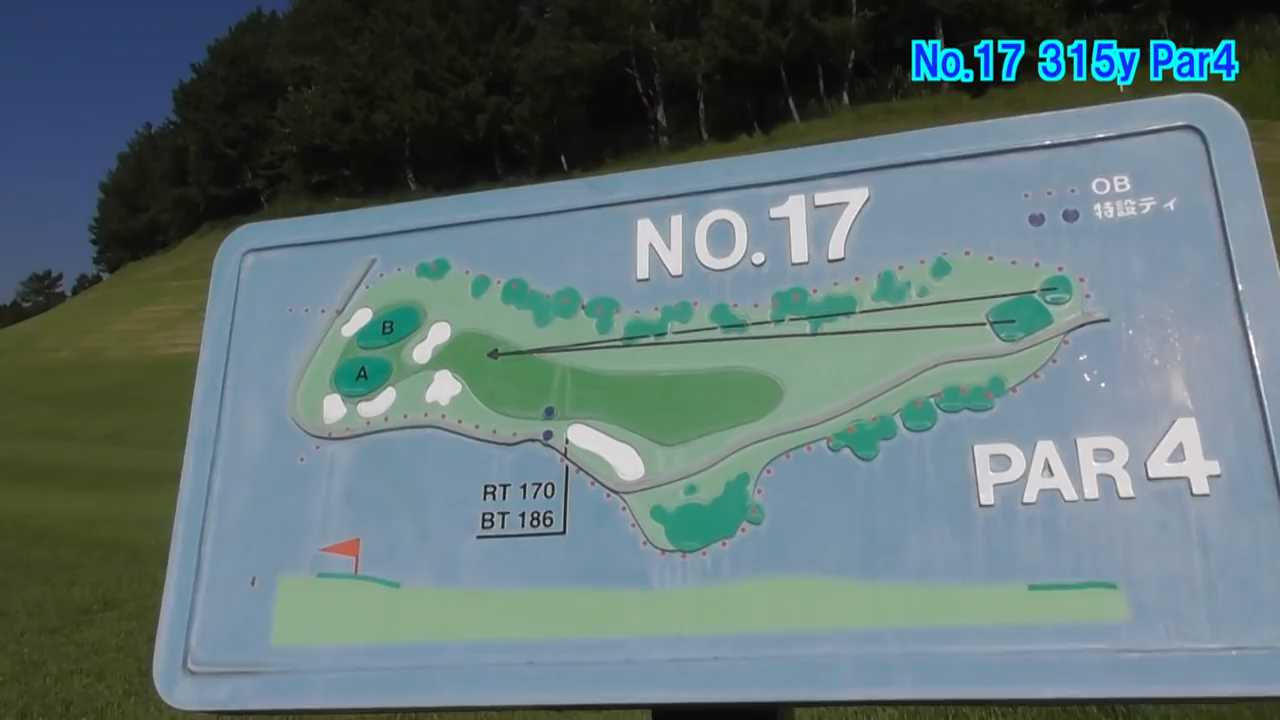 No.17 315y Par4
NO.17
OB
特設ティ
B
A
PAR 4
RT 170
BT 186